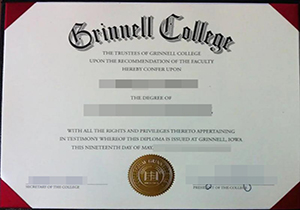 Grinnell College
THE TRUSTEES OF GRINNELL COLLEGE
UPON THE RECOMMENDATION OF THE FACULTY
HEREBY CONFER UPON
THE DEGREE OF
WITH ALL THE RIGHTS AND PRIVILEGES THERETO APPERTAINING
IN TESTIMONY WHEREOF THIS DIPLOMA IS ISSUED AT GRINNELL, IOWA
THIS NINETEENTH DAY OF MAY
SECRETARY OF THE COLLEGE
PRESIDENT OF THE COLLEGE